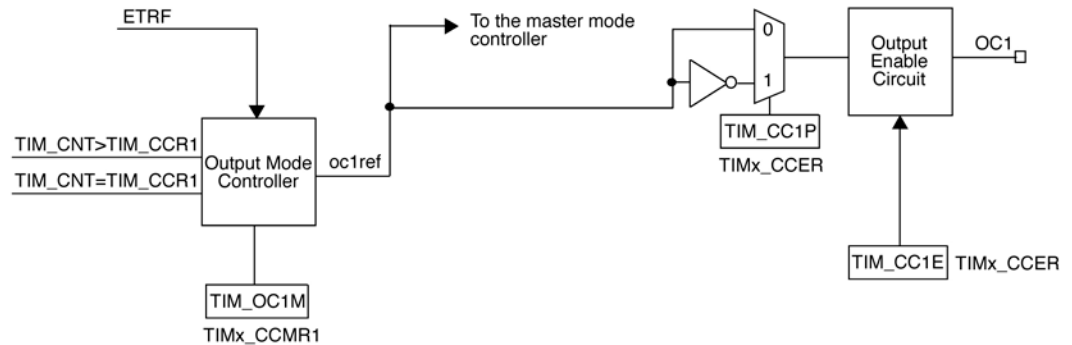 ETRF
To the master mode
controller
0
1
Output
Enable
Circuit
OC1
TIM_CNT>TIM_CCR1
TIM_CNT=TIM_CCR1
Output Mode
Controller
oc1ref
TIM_CC1P
TIMx_CCER
TIM_OC1M
TIMx_CCMR1
TIM_CC1E
TIMx_CCER